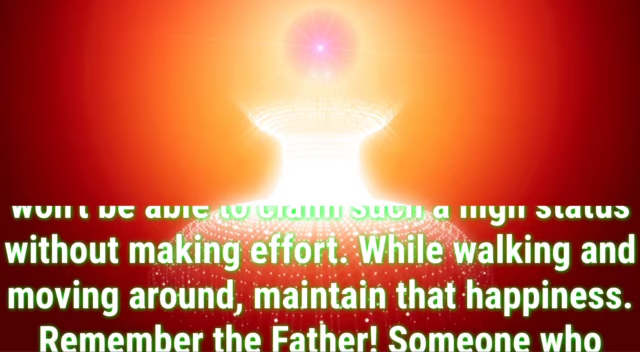 won't be able to claim such a high status
without making effort. While walking and
moving around, maintain that happiness.
Remember the Father! Someone who